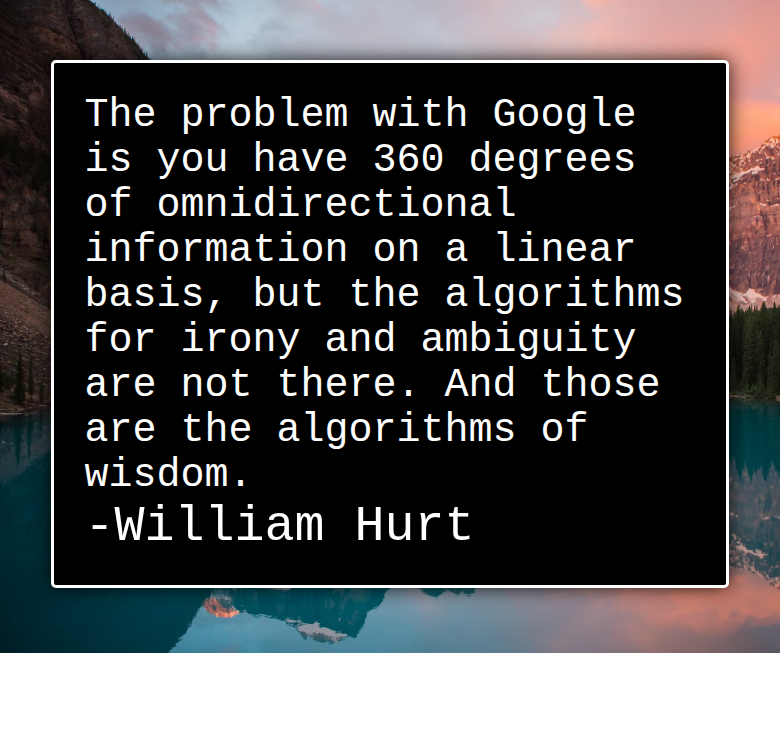 The problem with Google
is you have 360 degrees
of omnidirectional
information on a linear
basis, but the algorithms
for irony and ambiguity
are not there. And those
are the algorithms of
wisdom.
-William Hurt